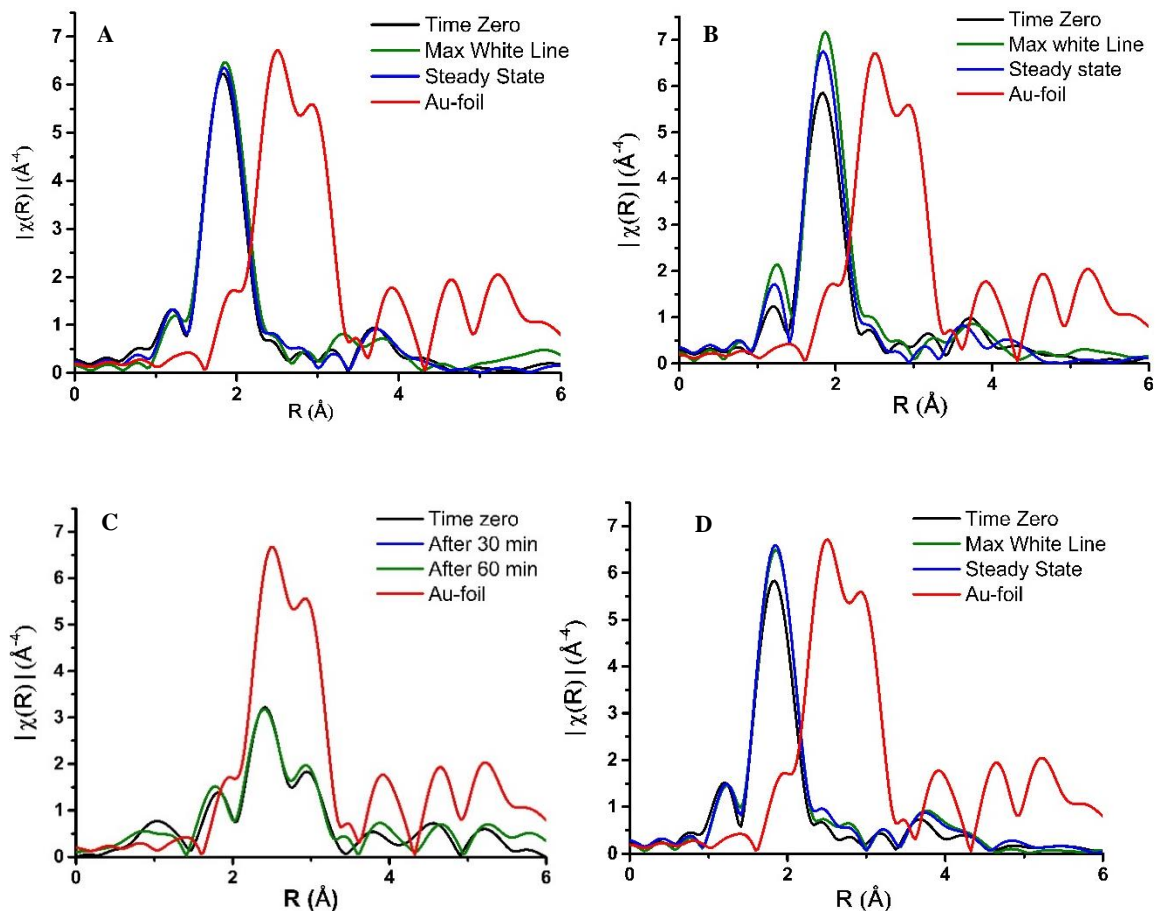 A
Time Zero
Max White Line
Steady State
Au-foil
7
6
5
4
3
2
1
0
0 2 4 6
R (Å)
| χ(R) | (Å⁻⁴)
B
Time Zero
Max white Line
Steady state
Au-foil
7
6
5
4
3
2
1
0
0 2 4 6
R (Å)
| χ(R) | (Å⁻⁴)
C
Time zero
After 30 min
After 60 min
Au-foil
7
6
5
4
3
2
1
0
0 2 4 6
R (Å)
| χ(R) | (Å⁻⁴)
D
Time Zero
Max White Line
Steady State
Au-foil
7
6
5
4
3
2
1
0
0 2 4 6
R (Å)
| χ(R) | (Å⁻⁴)